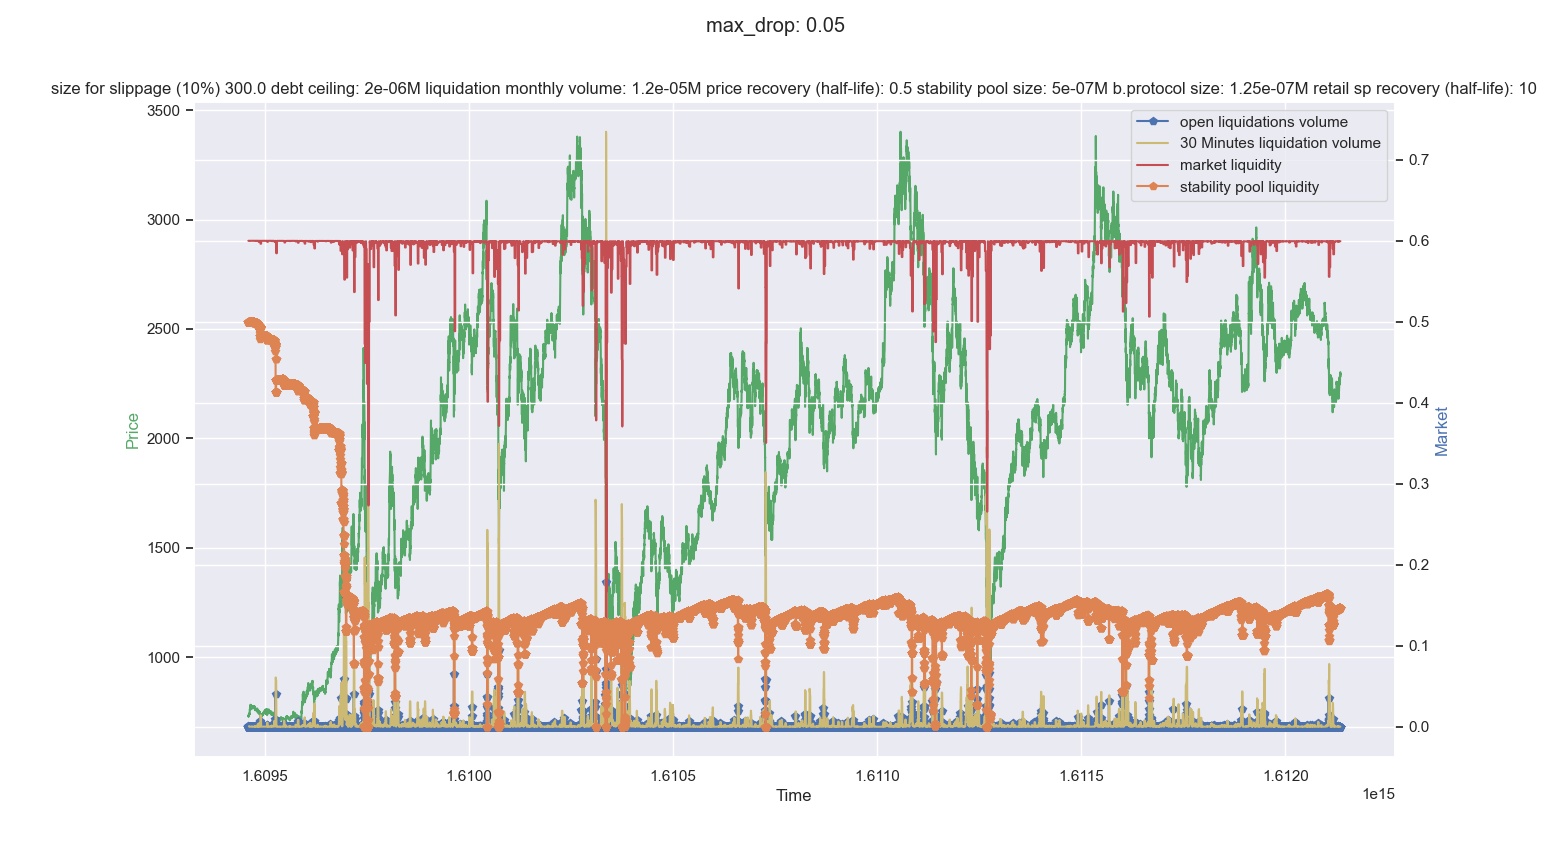 max_drop: 0.05
size for slippage (10%) 300.0 debt ceiling: 2e-06M liquidation monthly volume: 1.2e-05M price recovery (half-life): 0.5 stability pool size: 5e-07M b.protocol size: 1.25e-07M retail sp recovery (half-life): 10
open liquidations volume
30 Minutes liquidation volume
market liquidity
stability pool liquidity
3500
3000
2500
2000
1500
1000
Price
0.7
0.6
0.5
0.4
0.3
0.2
0.1
0.0
Market
1.6095
1.6100
1.6105
1.6110
1.6115
1.6120
Time
1e15